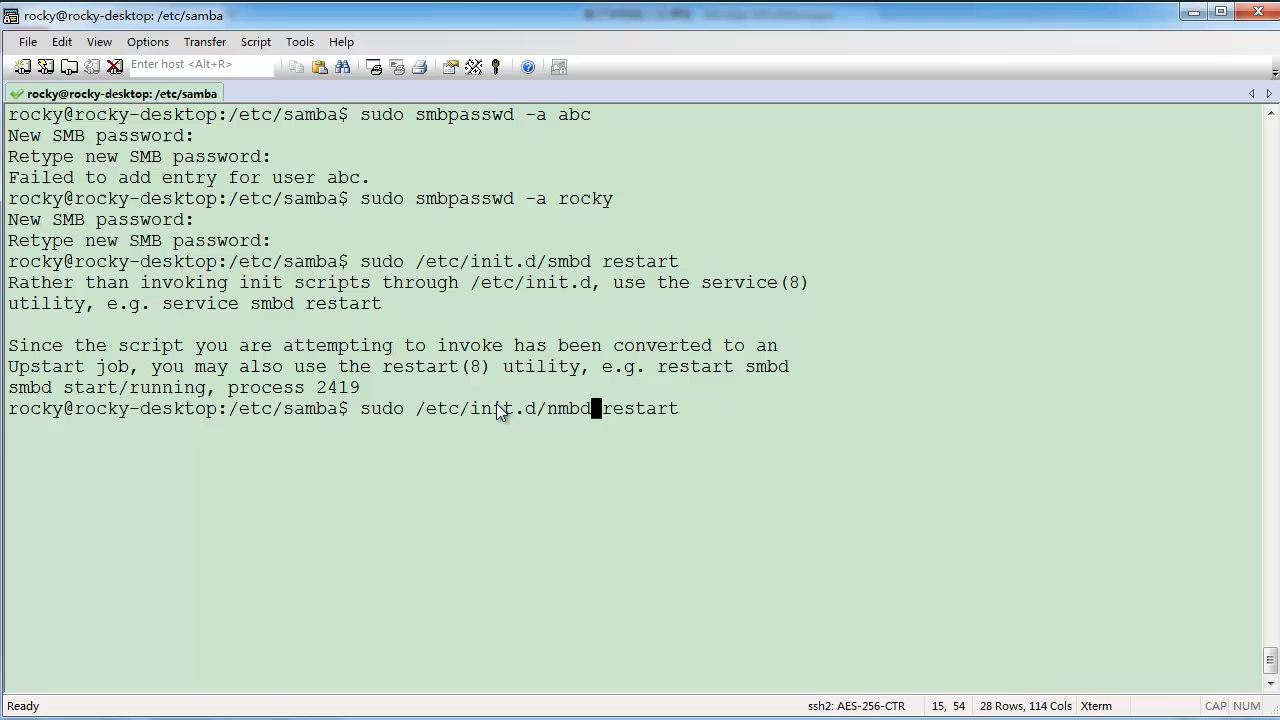 rocky@rocky-desktop: /etc/samba
File Edit View Options Transfer Script Tools Help
Enter host <Alt+R>
rocky@rocky-desktop: /etc/samba
rocky@rocky-desktop:/etc/samba$ sudo smbpasswd -a abc
New SMB password:
Retype new SMB password:
Failed to add entry for user abc.
rocky@rocky-desktop:/etc/samba$ sudo smbpasswd -a rocky
New SMB password:
Retype new SMB password:
rocky@rocky-desktop:/etc/samba$ sudo /etc/init.d/smbd restart
Rather than invoking init scripts through /etc/init.d, use the service(8)
utility, e.g. service smbd restart
Since the script you are attempting to invoke has been converted to an
Upstart job, you may also use the restart(8) utility, e.g. restart smbd
smbd start/running, process 2419
rocky@rocky-desktop:/etc/samba$ sudo /etc/init.d/nmbd restart
Ready ssh2: AES-256-CTR 15, 54 28 Rows, 114 Cols Xterm CAP NUM